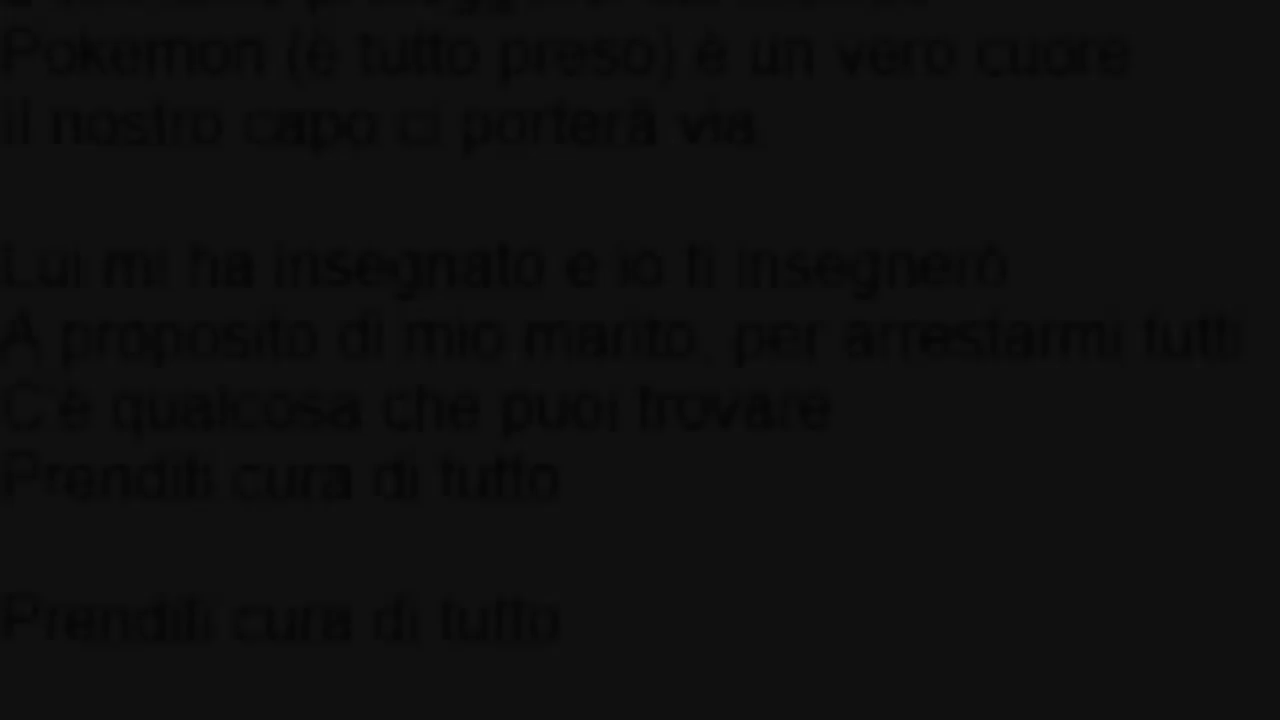 Pokemon (è tutto preso) è un vero cuore
Il nostro capo ci porterà via
Lui mi ha insegnato e io ti insegnerò
A proposito di mio marito, per arrestarmi tutti
C'è qualcosa che puoi trovare
Prenditi cura di tutto
Prenditi cura di tutto